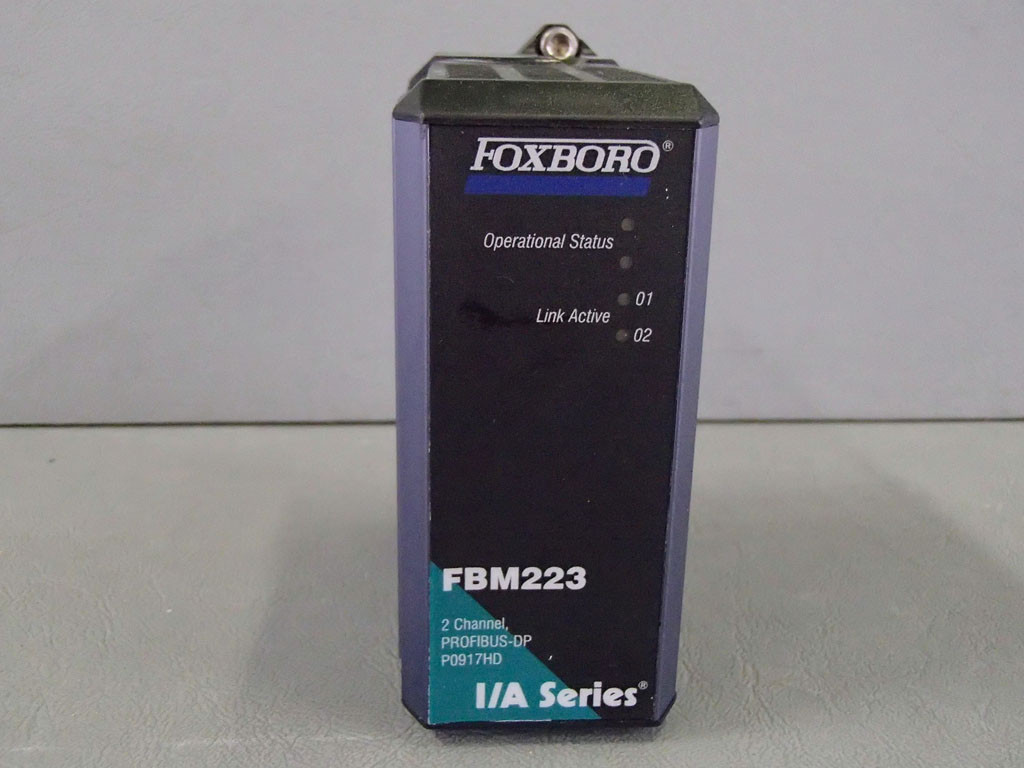 FOXBORO®
Operational Status
01
Link Active
02
FBM223
2 Channel,
PROFIBUS-DP
P0917HD
I/A Series®